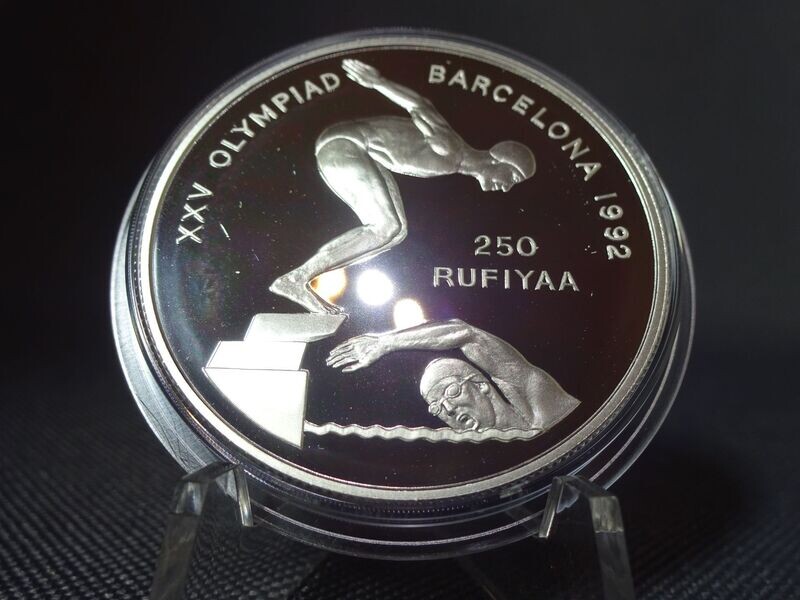 XXV OLYMPIAD BARCELONA 1992
250
RUFIYAA